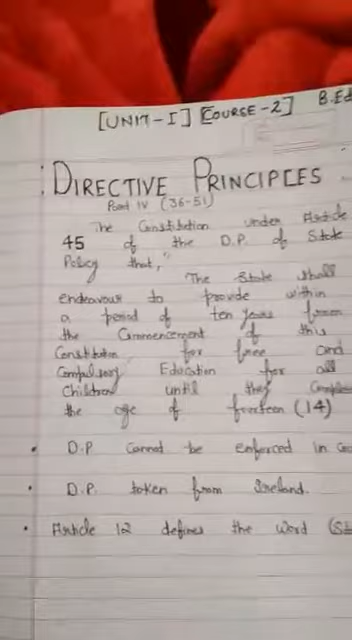 [UNIT-I] [COURSE-2] B.Ed
: DIRECTIVE PRINCIPLES
Part IV (36-51)
The Constitution under Article
45 of the D.P. of State
Policy that, "
"The State shall
endeavour to provide within
a period of ten years from
the Commencement of this
Constitution, for free and
Compulsory Education for all
Children until they Complete
the age of fourteen (14)
• D.P cannot be enforced in
• D.P. taken from Ireland.
• Article 12 defines the word